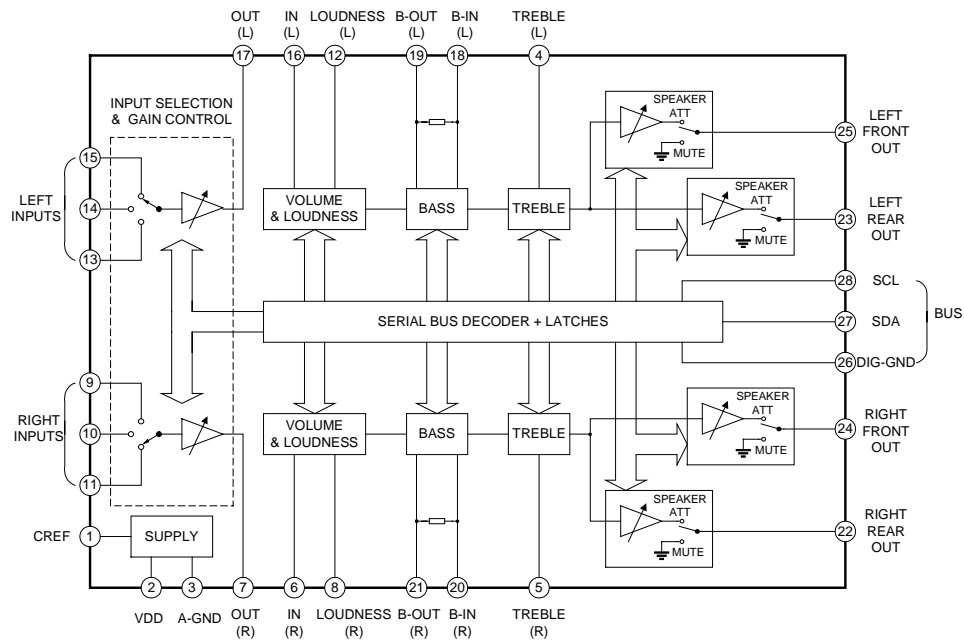 OUT IN LOUDNESS B-OUT B-IN TREBLE
(L) (L) (L) (L) (L) (L)
17 16 12 19 18 4
INPUT SELECTION
& GAIN CONTROL
SPEAKER
ATT
MUTE
25
LEFT
FRONT
OUT
15
LEFT
INPUTS
14
13
VOLUME
& LOUDNESS
BASS
TREBLE
SPEAKER
ATT
MUTE
23
LEFT
REAR
OUT
SERIAL BUS DECODER + LATCHES
28 SCL
27 SDA
26 DIG-GND
BUS
9
RIGHT
INPUTS
10
11
VOLUME
& LOUDNESS
BASS
TREBLE
SPEAKER
ATT
MUTE
24
RIGHT
FRONT
OUT
SPEAKER
ATT
MUTE
22
RIGHT
REAR
OUT
CREF 1
SUPPLY
2 3 7 6 8 21 20 5
VDD A-GND OUT IN LOUDNESS B-OUT B-IN TREBLE
(R) (R) (R) (R) (R) (R)